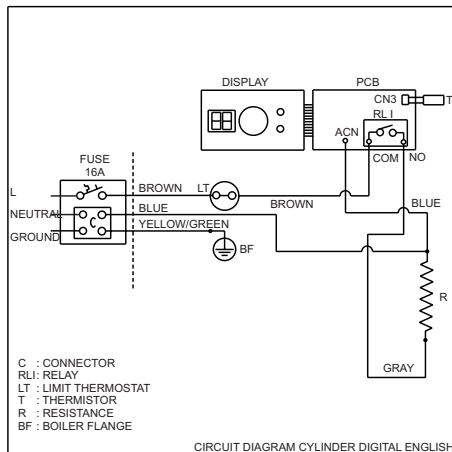 DISPLAY
PCB
CN3
T
RL I
ACN
COM
NO
FUSE
16A
L
BROWN
LT
BROWN
BLUE
NEUTRAL
BLUE
C
YELLOW/GREEN
GROUND
BF
R
GRAY
C : CONNECTOR
RLI: RELAY
LT : LIMIT THERMOSTAT
T : THERMISTOR
R : RESISTANCE
BF : BOILER FLANGE
CIRCUIT DIAGRAM CYLINDER DIGITAL ENGLISH